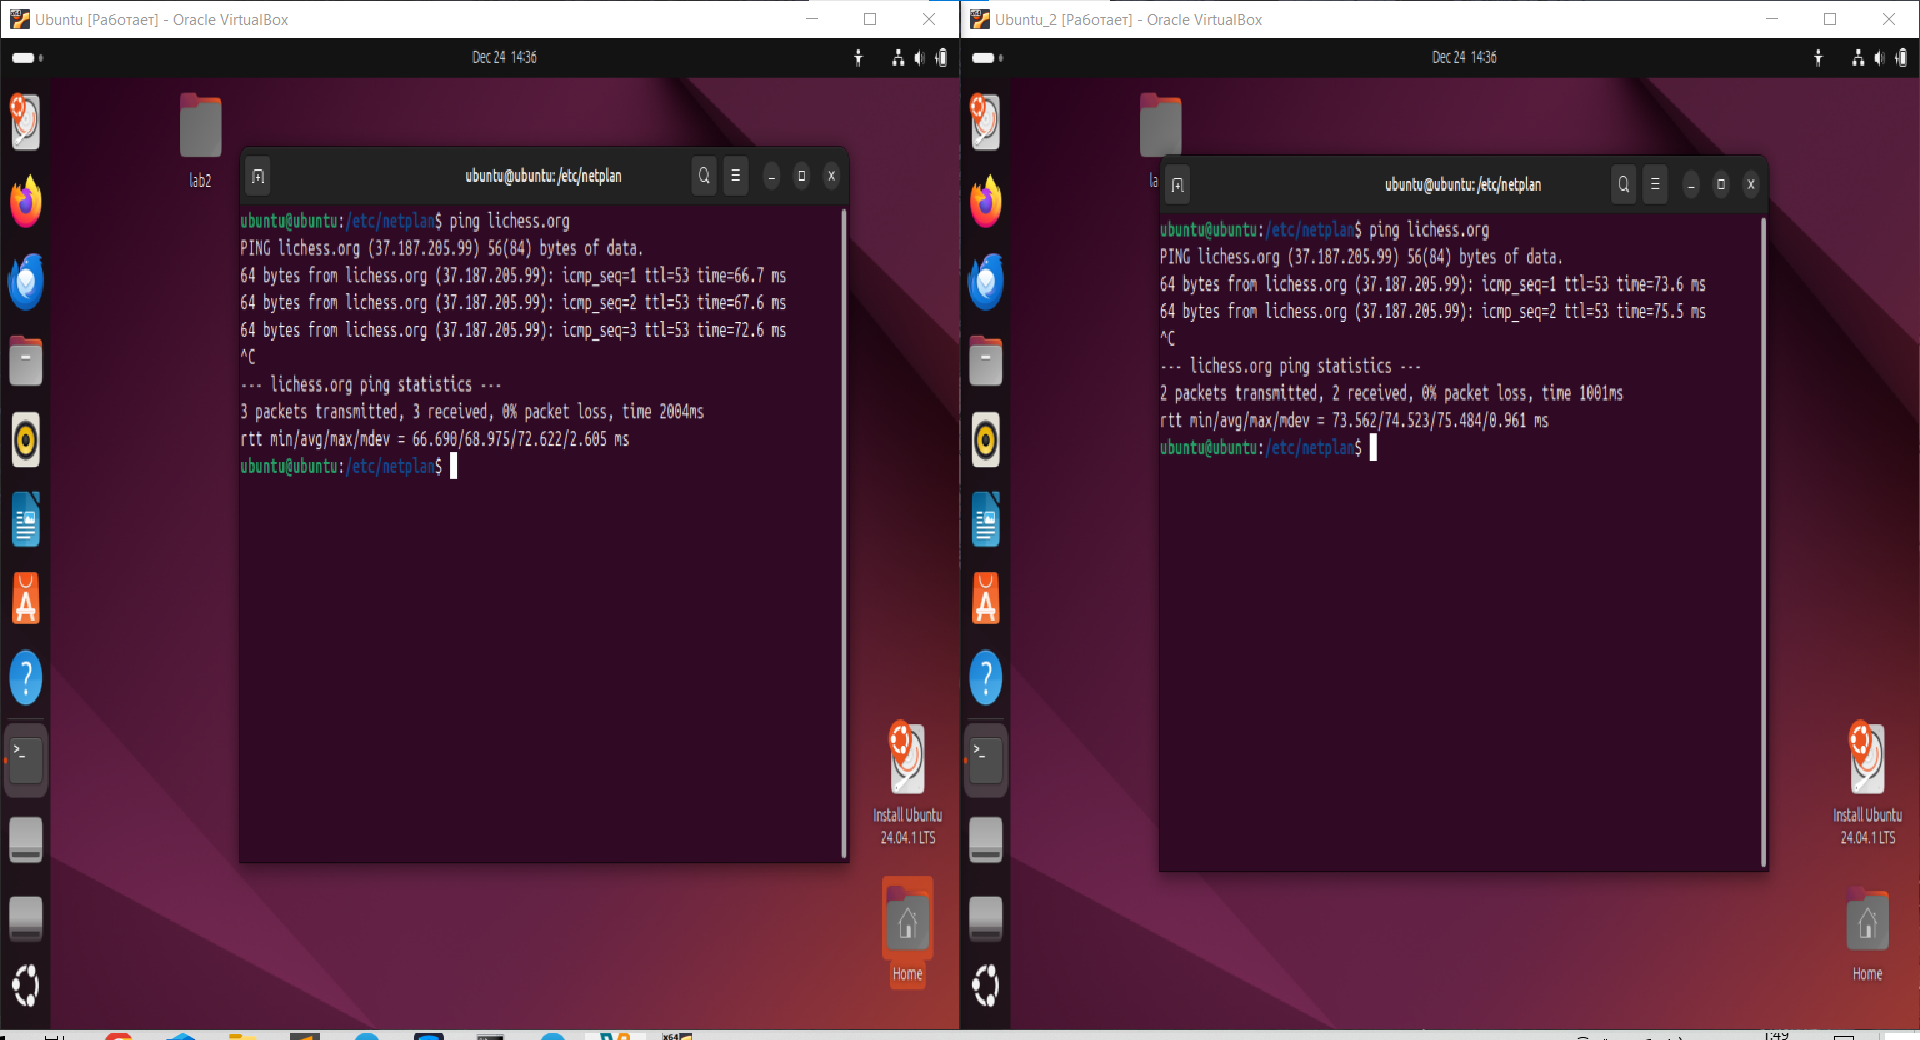 Ubuntu [Работает] - Oracle VirtualBox
Dec 24 14:36
lab2
ubuntu@ubuntu: /etc/netplan
ubuntu@ubuntu:/etc/netplan$ ping lichess.org
PING lichess.org (37.187.205.99) 56(84) bytes of data.
64 bytes from lichess.org (37.187.205.99): icmp_seq=1 ttl=53 time=66.7 ms
64 bytes from lichess.org (37.187.205.99): icmp_seq=2 ttl=53 time=67.6 ms
64 bytes from lichess.org (37.187.205.99): icmp_seq=3 ttl=53 time=72.6 ms
^C
--- lichess.org ping statistics ---
3 packets transmitted, 3 received, 0% packet loss, time 2004ms
rtt min/avg/max/mdev = 66.690/68.975/72.622/2.605 ms
ubuntu@ubuntu:/etc/netplan$
Install Ubuntu
24.04.1 LTS
Home
Ubuntu_2 [Работает] - Oracle VirtualBox
Dec 24 14:36
la
ubuntu@ubuntu: /etc/netplan
ubuntu@ubuntu:/etc/netplan$ ping lichess.org
PING lichess.org (37.187.205.99) 56(84) bytes of data.
64 bytes from lichess.org (37.187.205.99): icmp_seq=1 ttl=53 time=73.6 ms
64 bytes from lichess.org (37.187.205.99): icmp_seq=2 ttl=53 time=75.5 ms
^C
--- lichess.org ping statistics ---
2 packets transmitted, 2 received, 0% packet loss, time 1001ms
rtt min/avg/max/mdev = 73.562/74.523/75.484/0.961 ms
ubuntu@ubuntu:/etc/netplan$
Install Ubuntu
24.04.1 LTS
Home